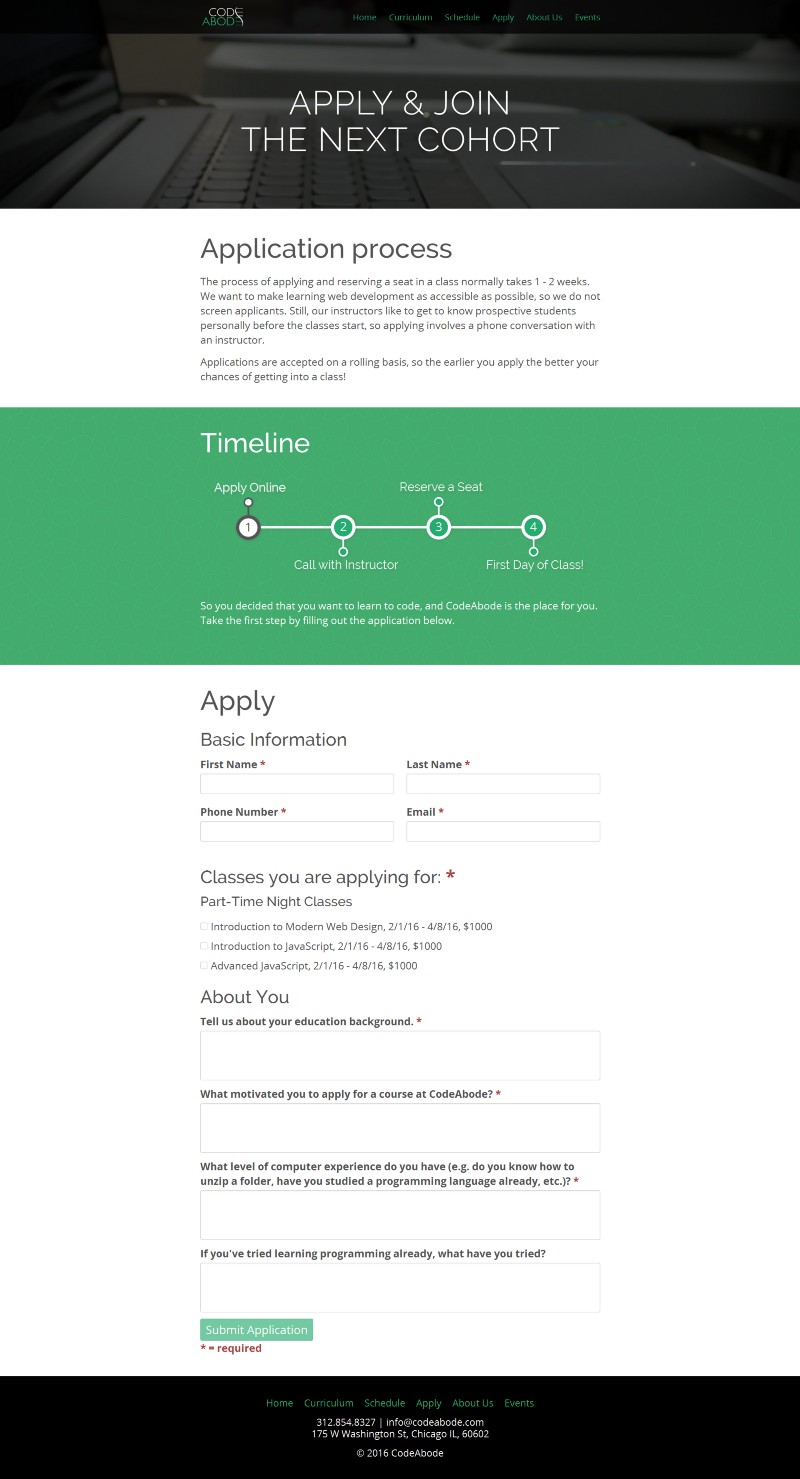 CODE
ABODE
Home Curriculum Schedule Apply About Us Events
APPLY & JOIN
THE NEXT COHORT
Application process
The process of applying and reserving a seat in a class normally takes 1 - 2 weeks.
We want to make learning web development as accessible as possible, so we do not
screen applicants. Still, our instructors like to get to know prospective students
personally before the classes start, so applying involves a phone conversation with
an instructor.
Applications are accepted on a rolling basis, so the earlier you apply the better your
chances of getting into a class!
Timeline
Apply Online
Reserve a Seat
1 2 3 4
Call with Instructor
First Day of Class!
So you decided that you want to learn to code, and CodeAbode is the place for you.
Take the first step by filling out the application below.
Apply
Basic Information
First Name * Last Name *
Phone Number * Email *
Classes you are applying for: *
Part-Time Night Classes
Introduction to Modern Web Design, 2/1/16 - 4/8/16, $1000
Introduction to JavaScript, 2/1/16 - 4/8/16, $1000
Advanced JavaScript, 2/1/16 - 4/8/16, $1000
About You
Tell us about your education background. *
What motivated you to apply for a course at CodeAbode? *
What level of computer experience do you have (e.g. do you know how to
unzip a folder, have you studied a programming language already, etc.)? *
If you've tried learning programming already, what have you tried?
Submit Application
* = required
Home Curriculum Schedule Apply About Us Events
312.854.8327 | info@codeabode.com
175 W Washington St, Chicago IL, 60602
© 2016 CodeAbode